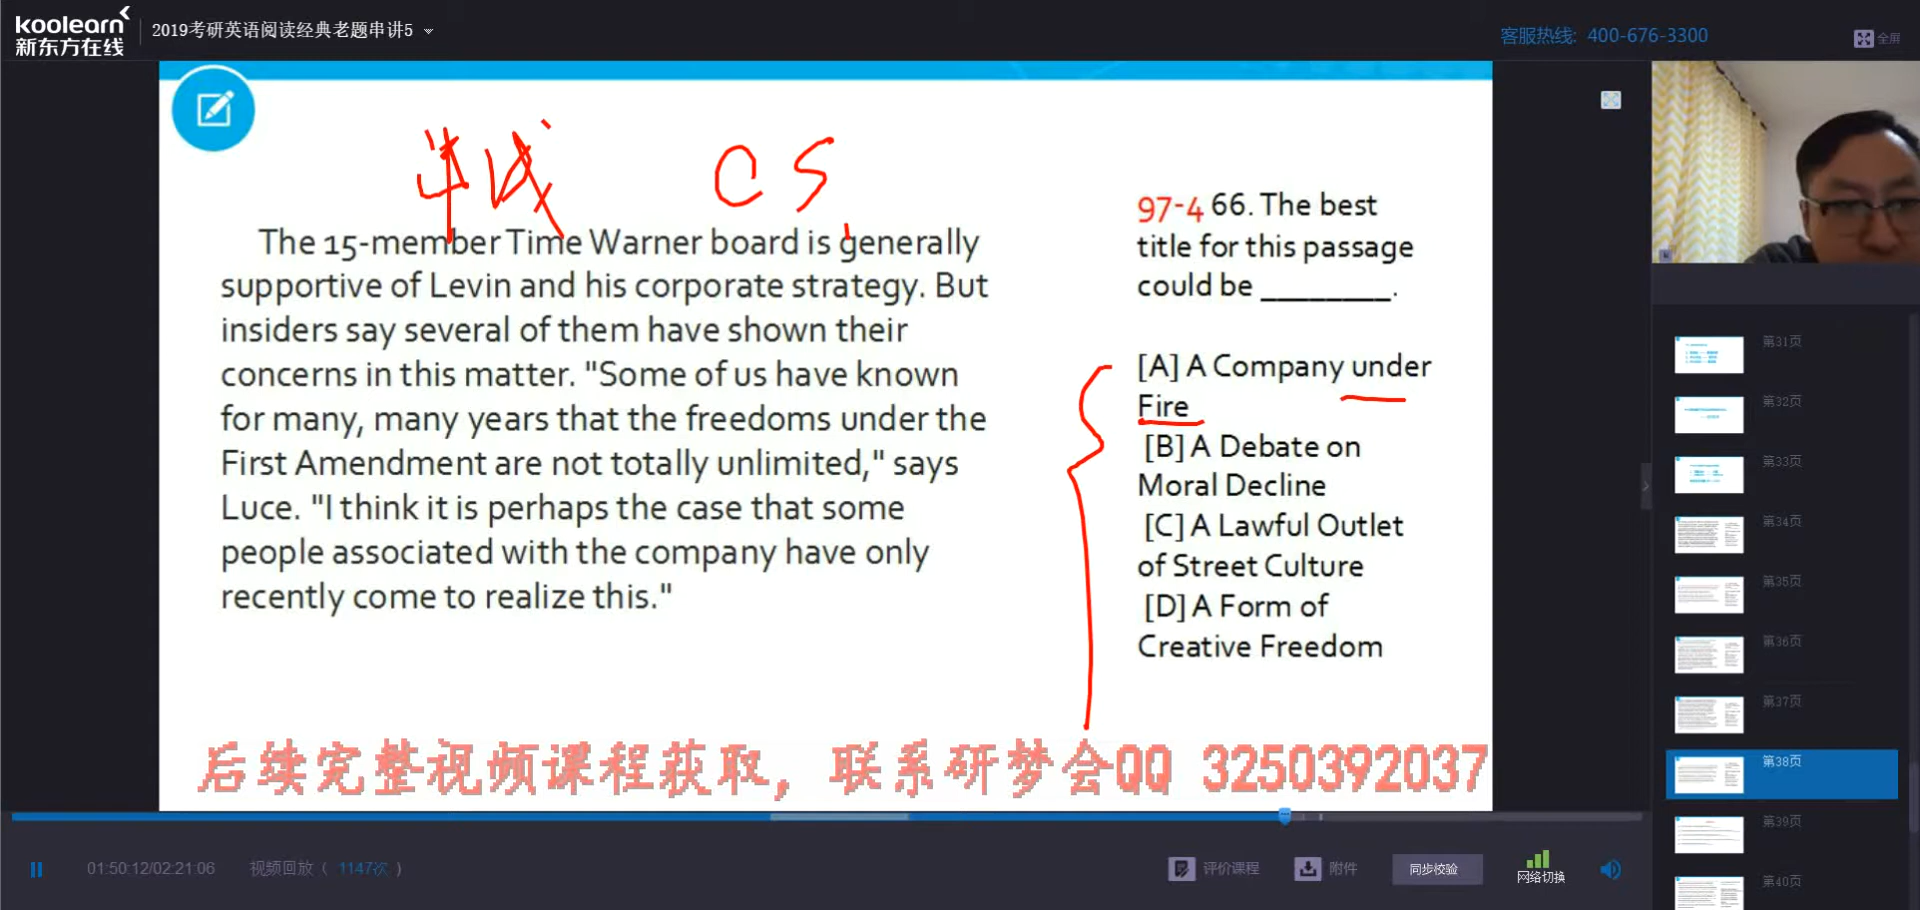 koolearn
新东方在线
2019考研英语阅读经典老题串讲5
客服热线: 400-676-3300
全屏
CS
The 15-member Time Warner board is generally
supportive of Levin and his corporate strategy. But
insiders say several of them have shown their
concerns in this matter. "Some of us have known
for many, many years that the freedoms under the
First Amendment are not totally unlimited," says
Luce. "I think it is perhaps the case that some
people associated with the company have only
recently come to realize this."
97-4 66. The best
title for this passage
could be ________.
[A] A Company under
Fire
[B] A Debate on
Moral Decline
[C] A Lawful Outlet
of Street Culture
[D] A Form of
Creative Freedom
后续完整视频课程获取，联系研梦会QQ 3250392037
第31页
第32页
第33页
第34页
第35页
第36页
第37页
第38页
第39页
第40页
01:50:12/02:21:06
视频回放（ 1147次 ）
评价课程
附件
同步校验
网络切换